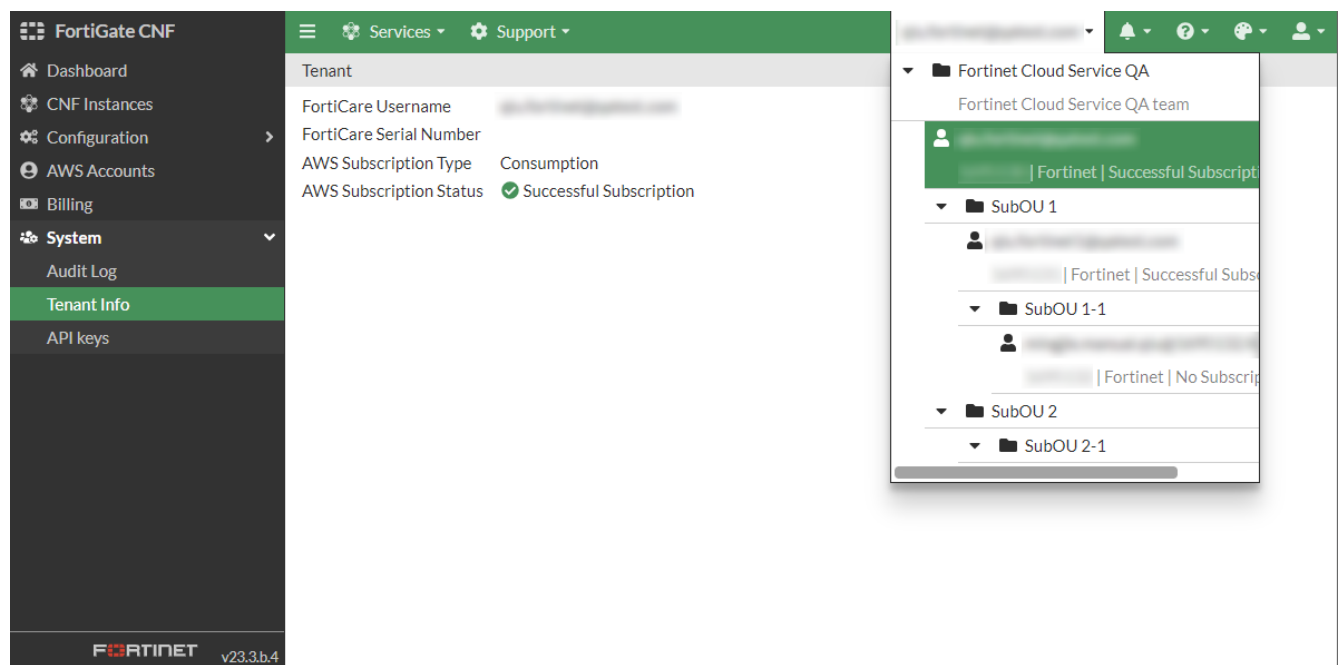 FortiGate CNF
Services
Support
Dashboard
CNF Instances
Configuration
AWS Accounts
Billing
System
Audit Log
Tenant Info
API keys
FORTINET
v23.3.b.4
Tenant
FortiCare Username
FortiCare Serial Number
AWS Subscription Type Consumption
AWS Subscription Status Successful Subscription
Fortinet Cloud Service QA
Fortinet Cloud Service QA team
| Fortinet | Successful Subscripti
SubOU 1
| Fortinet | Successful Subsc
SubOU 1-1
| Fortinet | No Subscrip
SubOU 2
SubOU 2-1